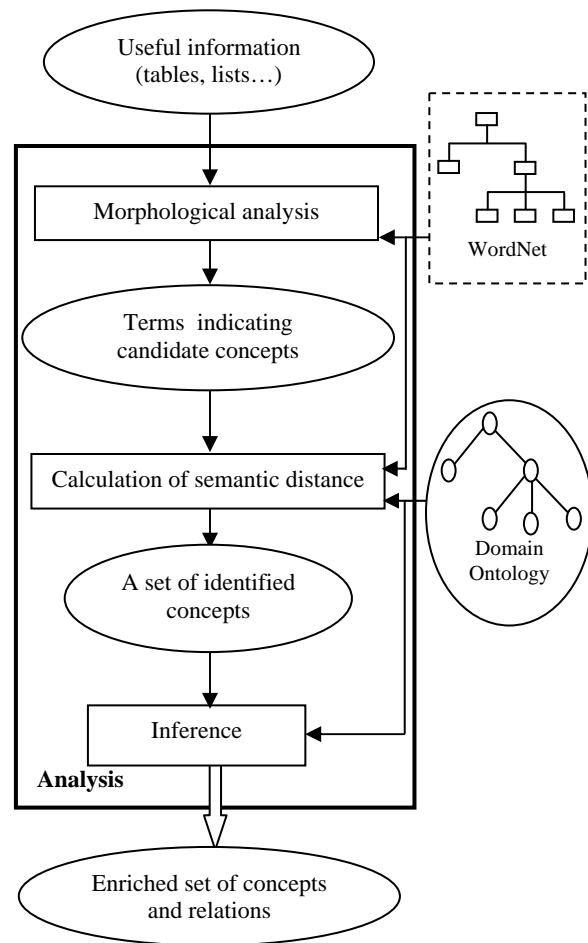 Useful information
(tables, lists…)
Morphological analysis
WordNet
Terms indicating
candidate concepts
Calculation of semantic distance
Domain
Ontology
A set of identified
concepts
Inference
Analysis
Enriched set of concepts
and relations